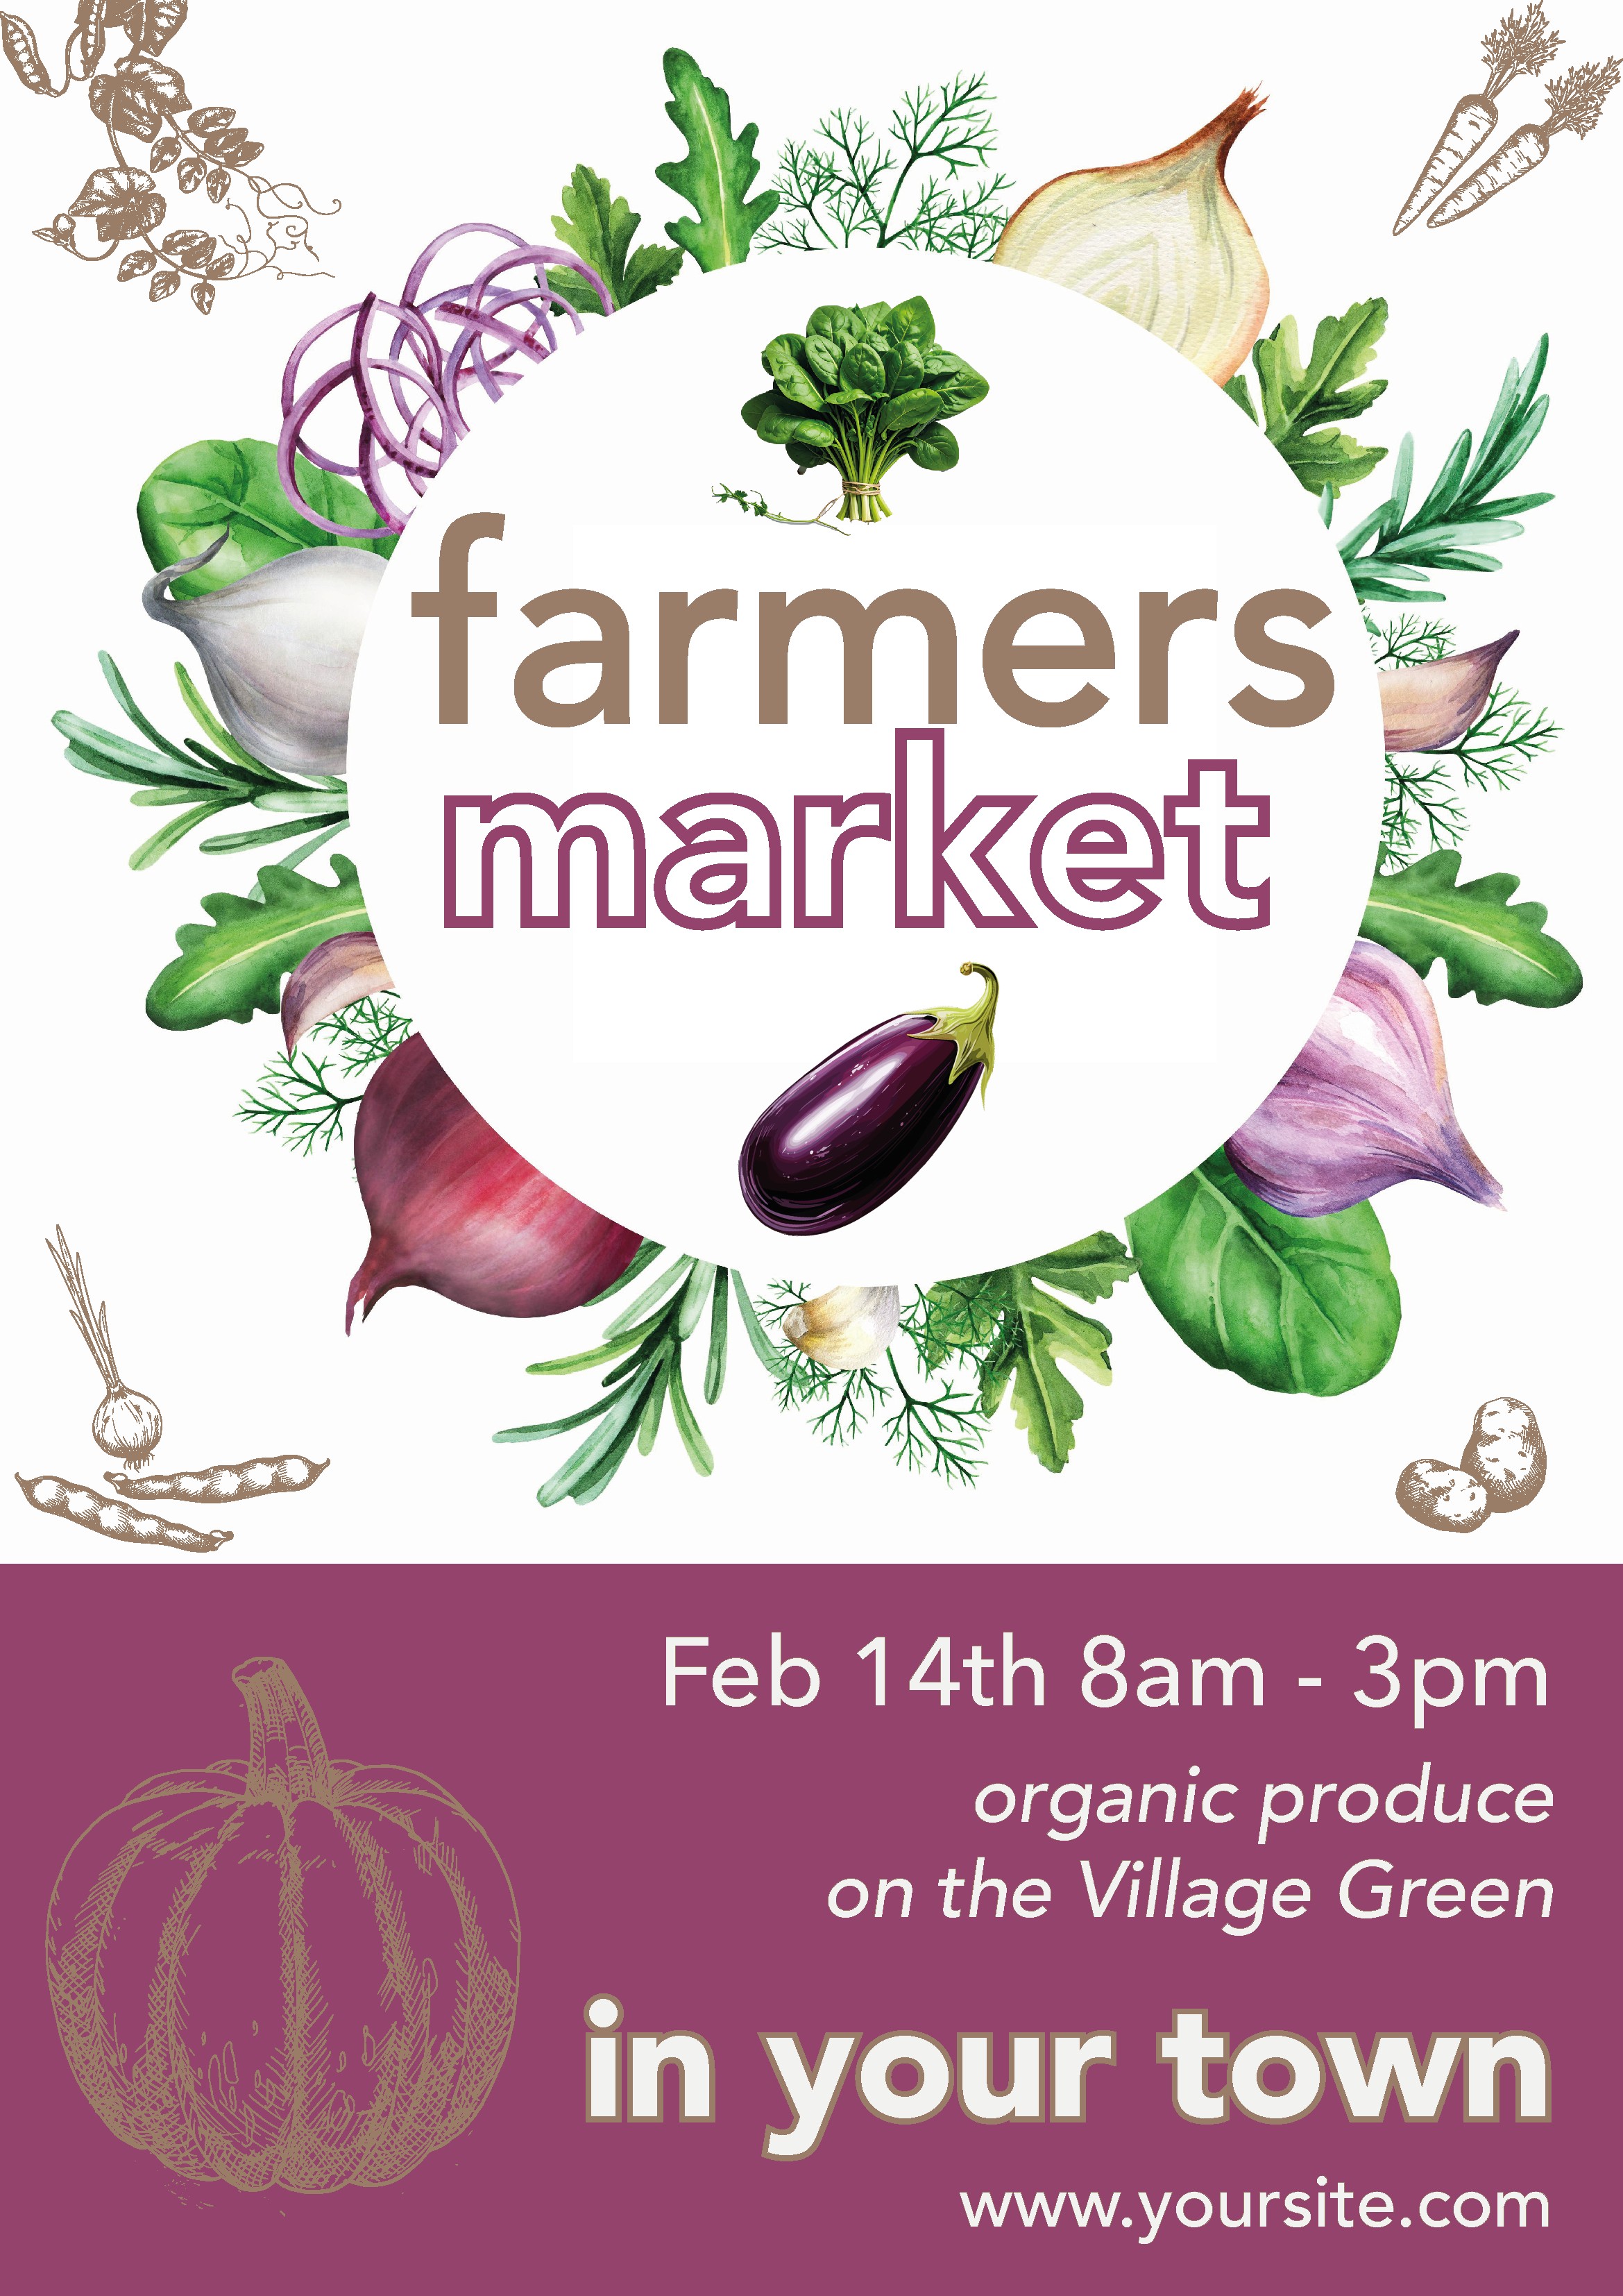 farmers
market
Feb 14th 8am - 3pm
organic produce
on the Village Green
in your town
www.yoursite.com